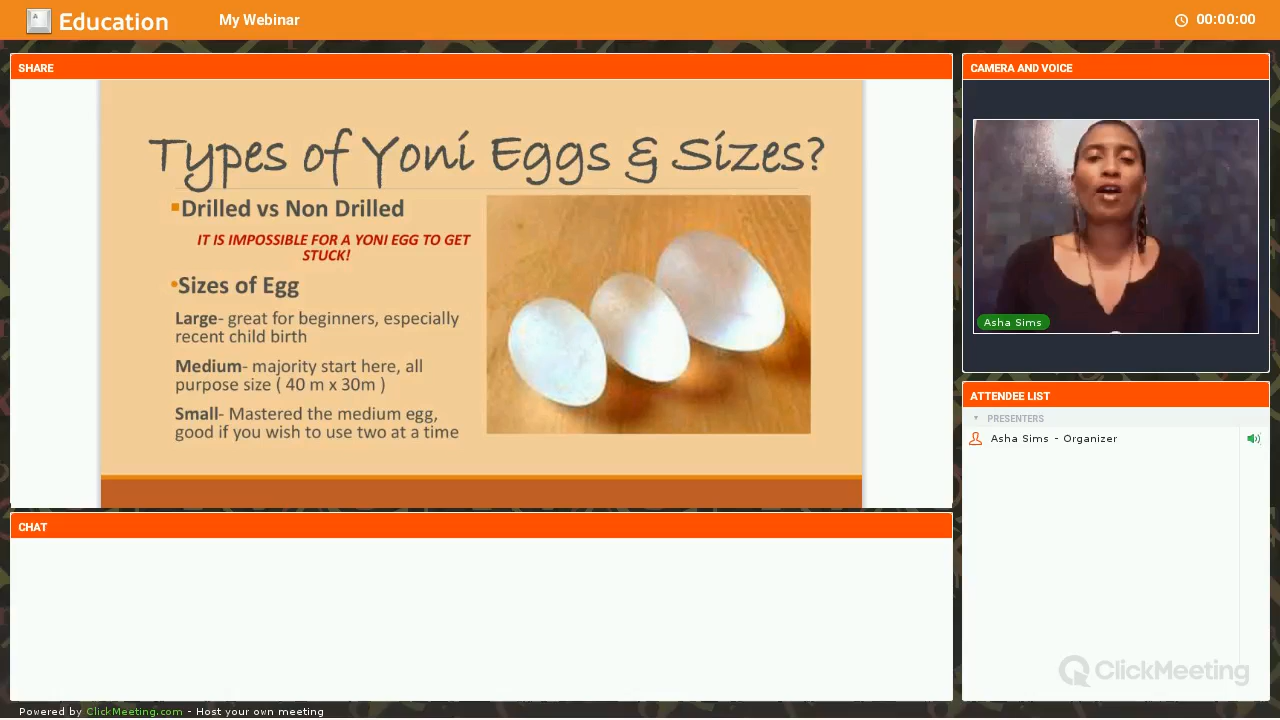 Education
My Webinar
00:00:00
SHARE
Types of Yoni Eggs & Sizes?
Drilled vs Non Drilled
IT IS IMPOSSIBLE FOR A YONI EGG TO GET
STUCK!
Sizes of Egg
Large- great for beginners, especially
recent child birth
Medium- majority start here, all
purpose size ( 40 m x 30m )
Small- Mastered the medium egg,
good if you wish to use two at a time
CAMERA AND VOICE
Asha Sims
ATTENDEE LIST
PRESENTERS
Asha Sims - Organizer
CHAT
ClickMeeting
Powered by ClickMeeting.com - Host your own meeting